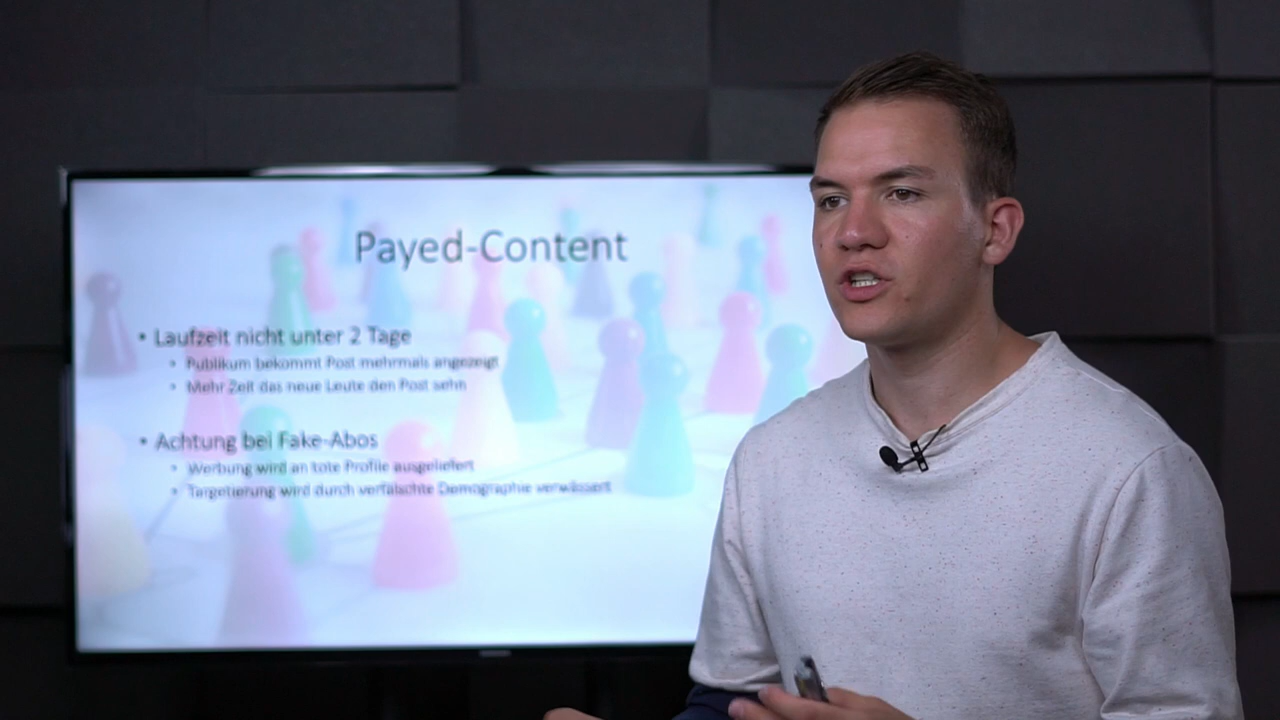 Payed-Content
• Laufzeit nicht unter 2 Tage
• Publikum bekommt Post mehrmals angezeigt
• Mehr Zeit das neue Leute den Post sehn
• Achtung bei Fake-Abos
• Werbung wird an tote Profile ausgeliefert
• Targetierung wird durch verfälschte Demographie verwässert